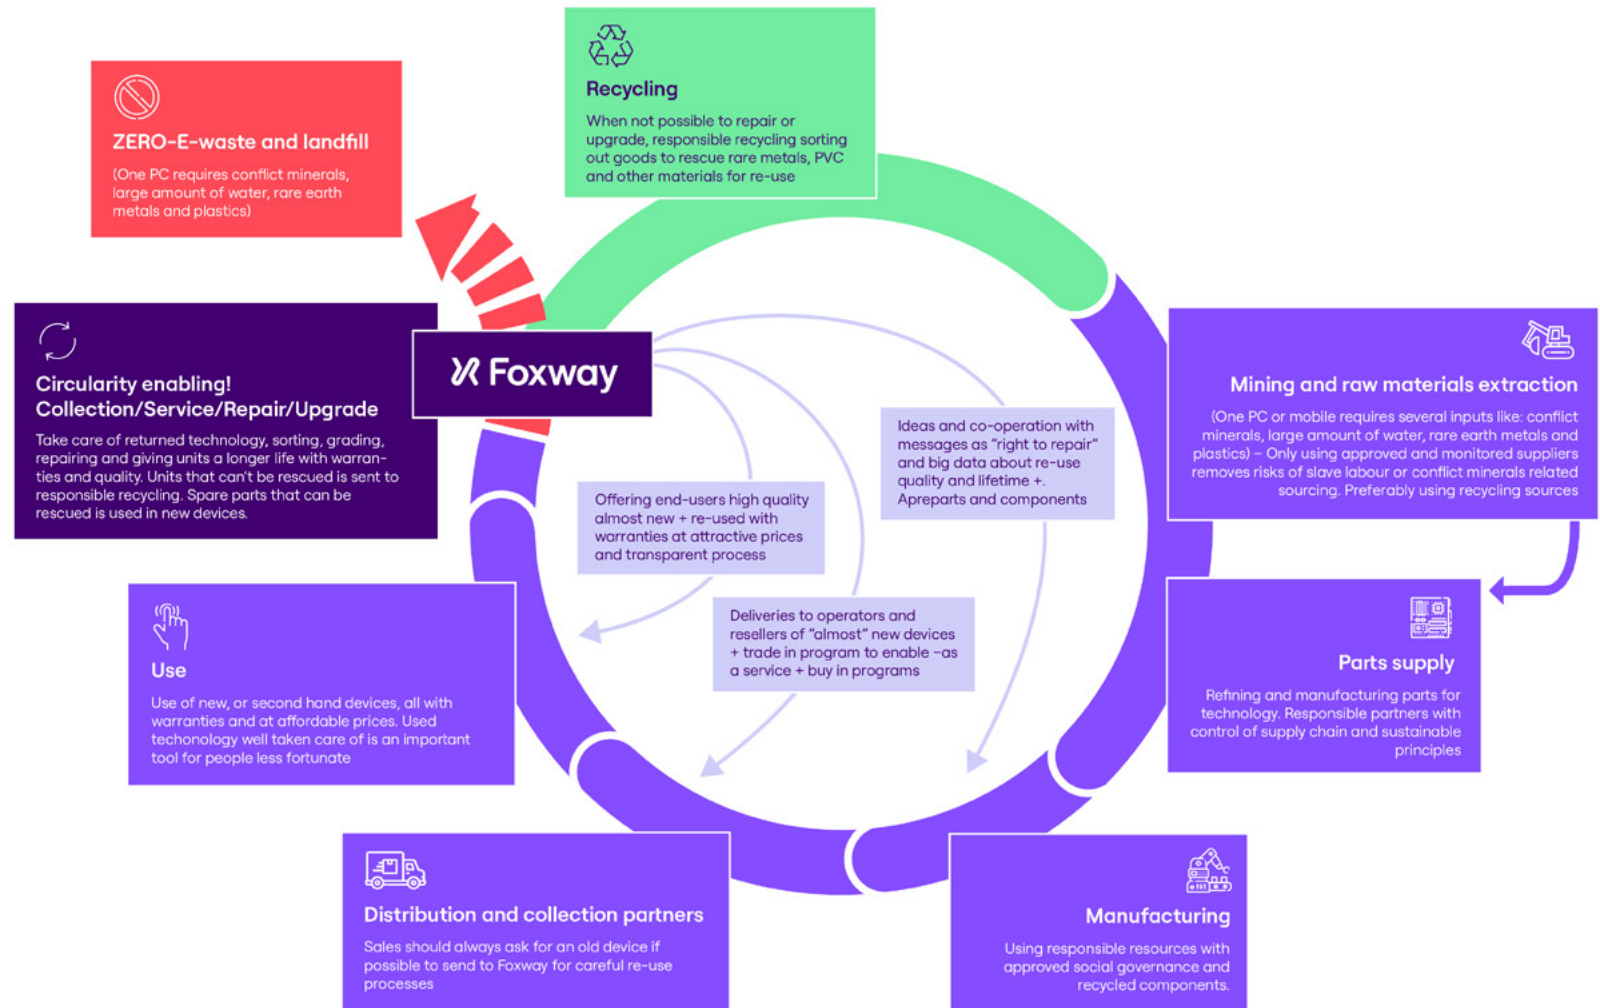 ZERO-E-waste and landfill
(One PC requires conflict minerals,
large amount of water, rare earth
metals and plastics)
Recycling
When not possible to repair or
upgrade, responsible recycling sorting
out goods to rescue rare metals, PVC
and other materials for re-use
Circularity enabling!
Collection/Service/Repair/Upgrade
Take care of returned technology, sorting, grading,
repairing and giving units a longer life with warran-
ties and quality. Units that can't be rescued is sent to
responsible recycling. Spare parts that can be
rescued is used in new devices.
Foxway
Mining and raw materials extraction
(One PC or mobile requires several inputs like: conflict
minerals, large amount of water, rare earth metals and
plastics) – Only using approved and monitored suppliers
removes risks of slave labour or conflict minerals related
sourcing. Preferably using recycling sources
Ideas and co-operation with
messages as "right to repair"
and big data about re-use
quality and lifetime +.
Apreparts and components
Offering end-users high quality
almost new + re-used with
warranties at attractive prices
and transparent process
Deliveries to operators and
resellers of "almost" new devices
+ trade in program to enable –as
a service + buy in programs
Use
Use of new, or second hand devices, all with
warranties and at affordable prices. Used
techonology well taken care of is an important
tool for people less fortunate
Parts supply
Refining and manufacturing parts for
technology. Responsible partners with
control of supply chain and sustainable
principles
Distribution and collection partners
Sales should always ask for an old device if
possible to send to Foxway for careful re-use
processes
Manufacturing
Using responsible resources with
approved social governance and
recycled components.